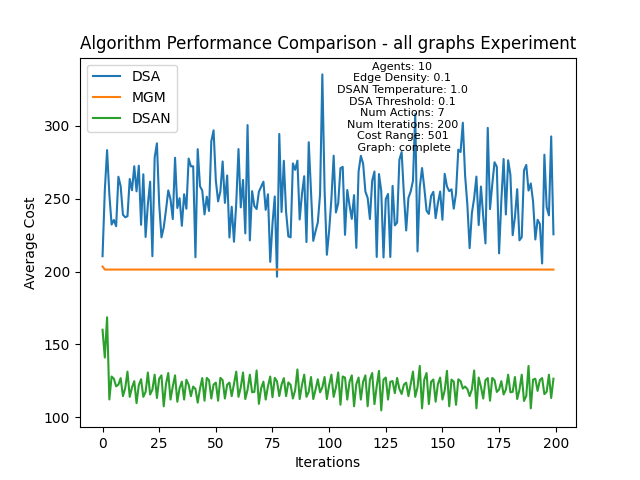 Algorithm Performance Comparison - all graphs Experiment
DSA
MGM
DSAN
Agents: 10
Edge Density: 0.1
DSAN Temperature: 1.0
DSA Threshold: 0.1
Num Actions: 7
Num Iterations: 200
Cost Range: 501
Graph: complete
Average Cost
300
250
200
150
100
0
25
50
75
100
125
150
175
200
Iterations